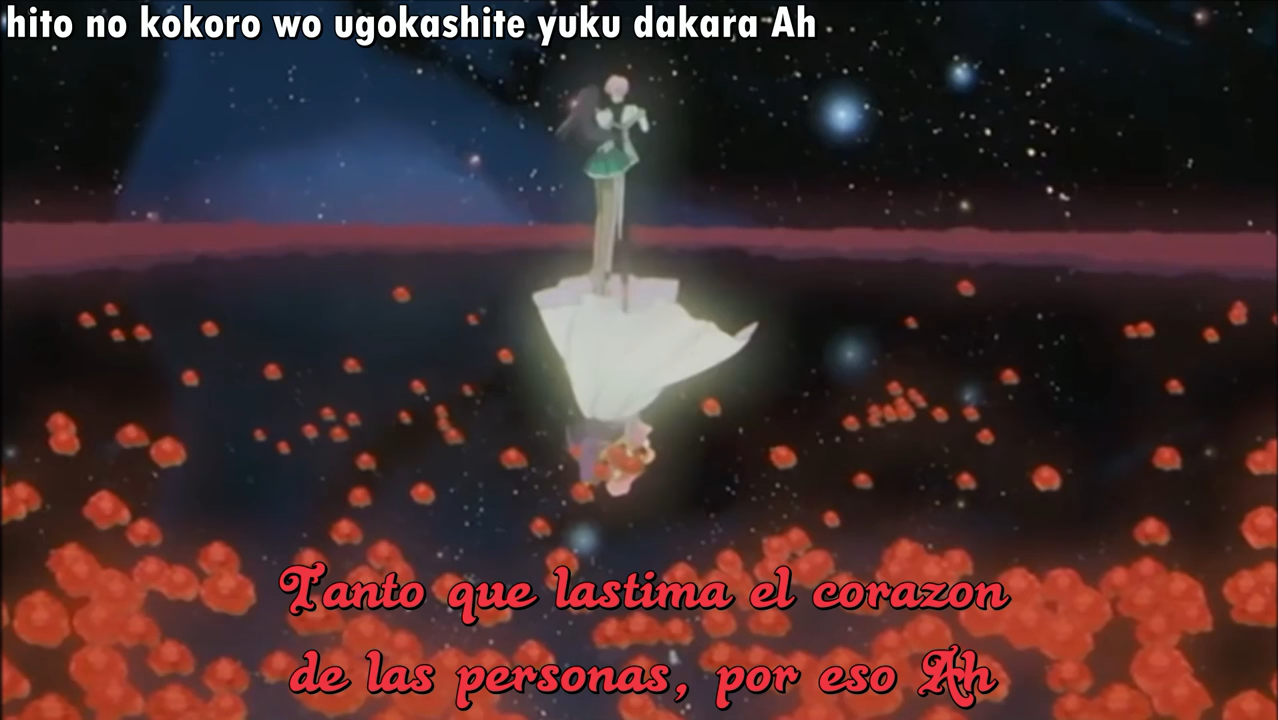 hito no kokoro wo ugokashite yuku dakara Ah
Tanto que lastima el corazon
de las personas, por eso Ah